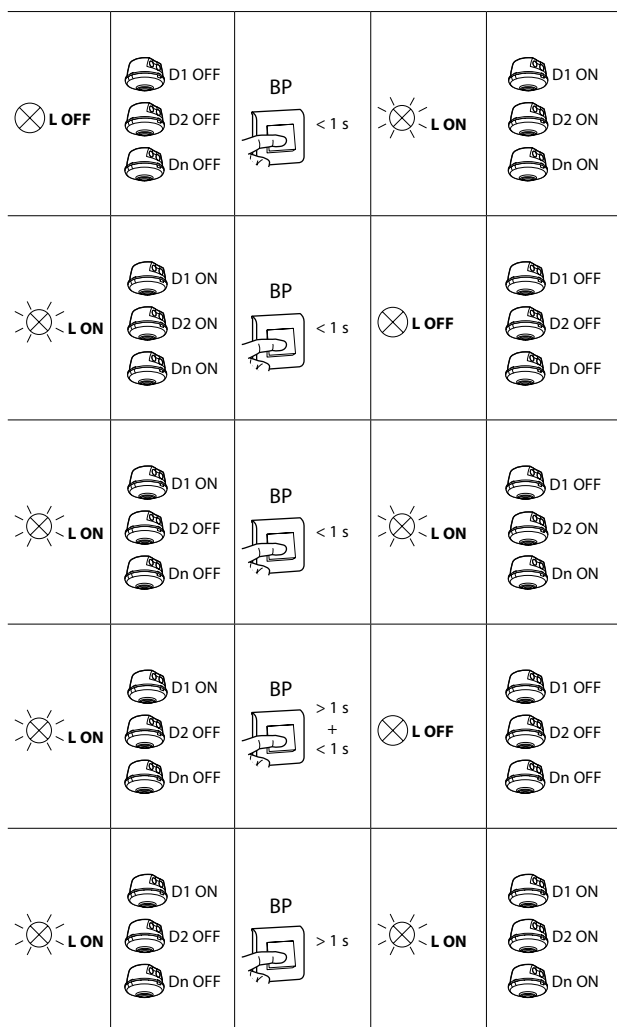 L OFF
D1 OFF
D2 OFF
Dn OFF
BP
< 1 s
L ON
D1 ON
D2 ON
Dn ON
L ON
D1 ON
D2 ON
Dn ON
BP
< 1 s
L OFF
D1 OFF
D2 OFF
Dn OFF
L ON
D1 ON
D2 OFF
Dn OFF
BP
< 1 s
L ON
D1 OFF
D2 ON
Dn ON
L ON
D1 ON
D2 OFF
Dn OFF
BP
> 1 s
+
< 1 s
L OFF
D1 OFF
D2 OFF
Dn OFF
L ON
D1 ON
D2 OFF
Dn OFF
BP
> 1 s
L ON
D1 ON
D2 ON
Dn ON